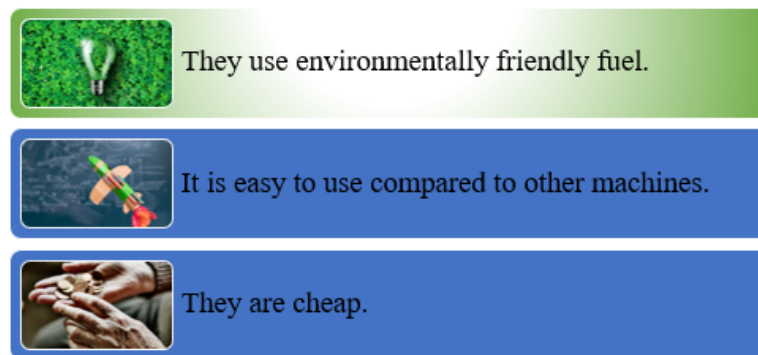 They use environmentally friendly fuel.
It is easy to use compared to other machines.
They are cheap.